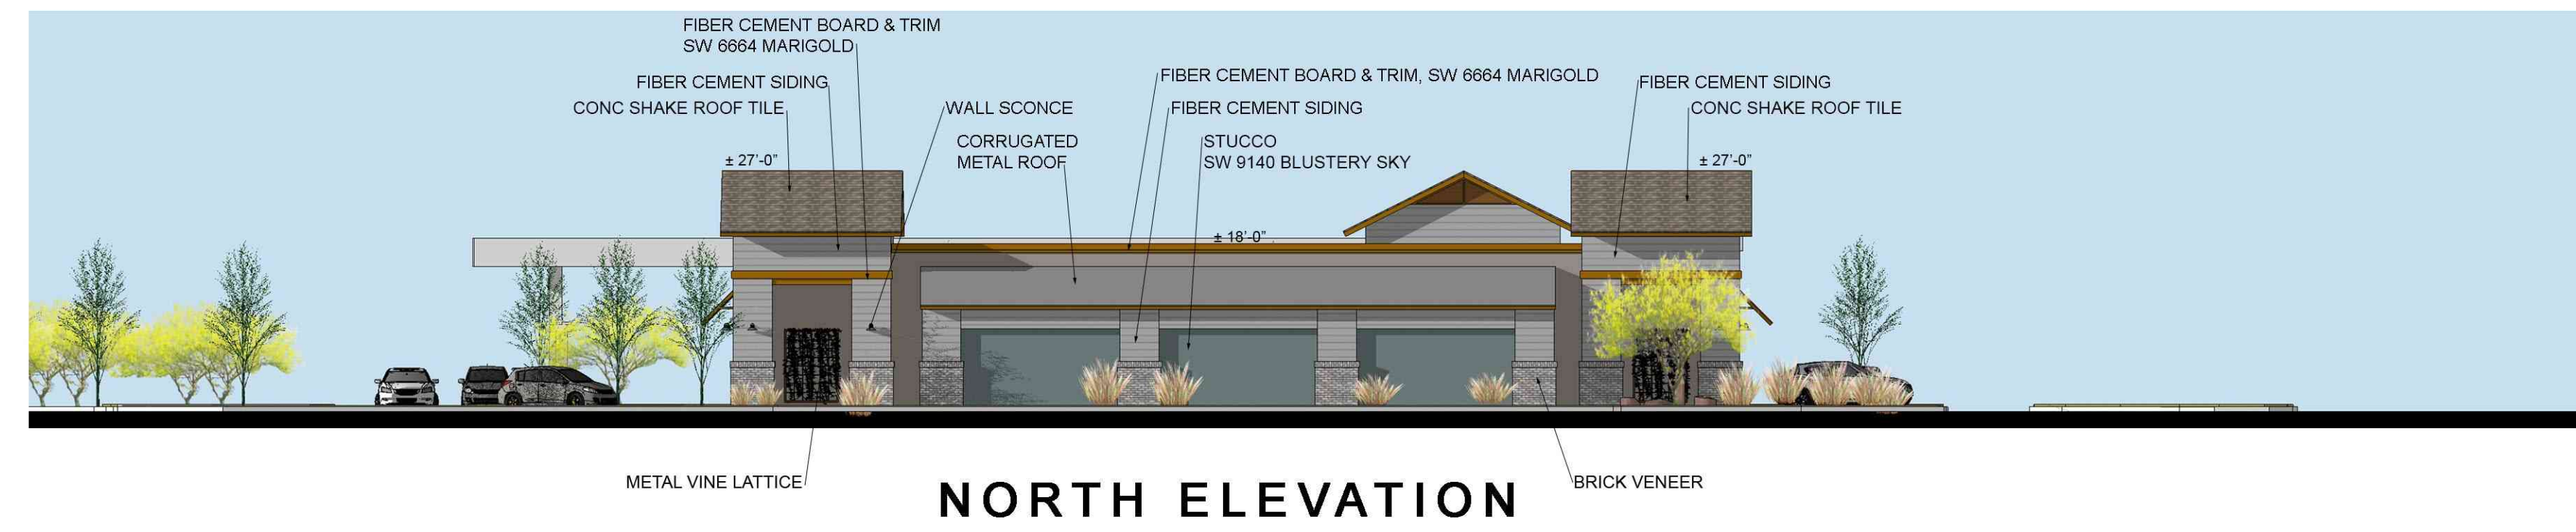 FIBER CEMENT BOARD & TRIM
SW 6664 MARIGOLD
FIBER CEMENT SIDING
CONC SHAKE ROOF TILE
WALL SCONCE
CORRUGATED
METAL ROOF
FIBER CEMENT BOARD & TRIM, SW 6664 MARIGOLD
FIBER CEMENT SIDING
STUCCO
SW 9140 BLUSTERY SKY
FIBER CEMENT SIDING
CONC SHAKE ROOF TILE
± 27'-0"
± 27'-0"
± 18'-0"
METAL VINE LATTICE
BRICK VENEER
NORTH ELEVATION